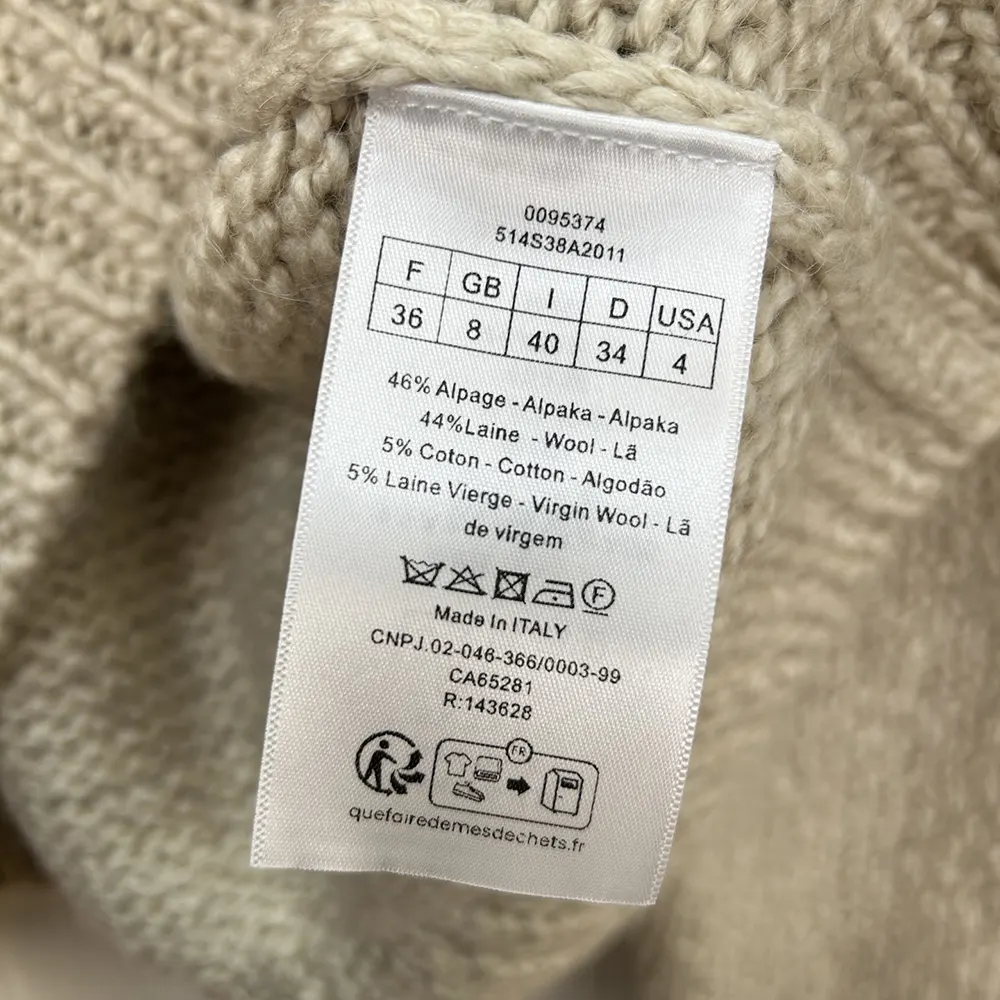 0095374
514S38A2011
F GB I D USA
36 8 40 34 4
46% Alpage - Alpaka - Alpaka
44%Laine - Wool - Lã
5% Coton - Cotton - Algodão
5% Laine Vierge - Virgin Wool - Lã
de virgem
F
Made In ITALY
CNPJ.02-046-366/0003-99
CA65281
R:143628
FR
quefairedemesdechets.fr